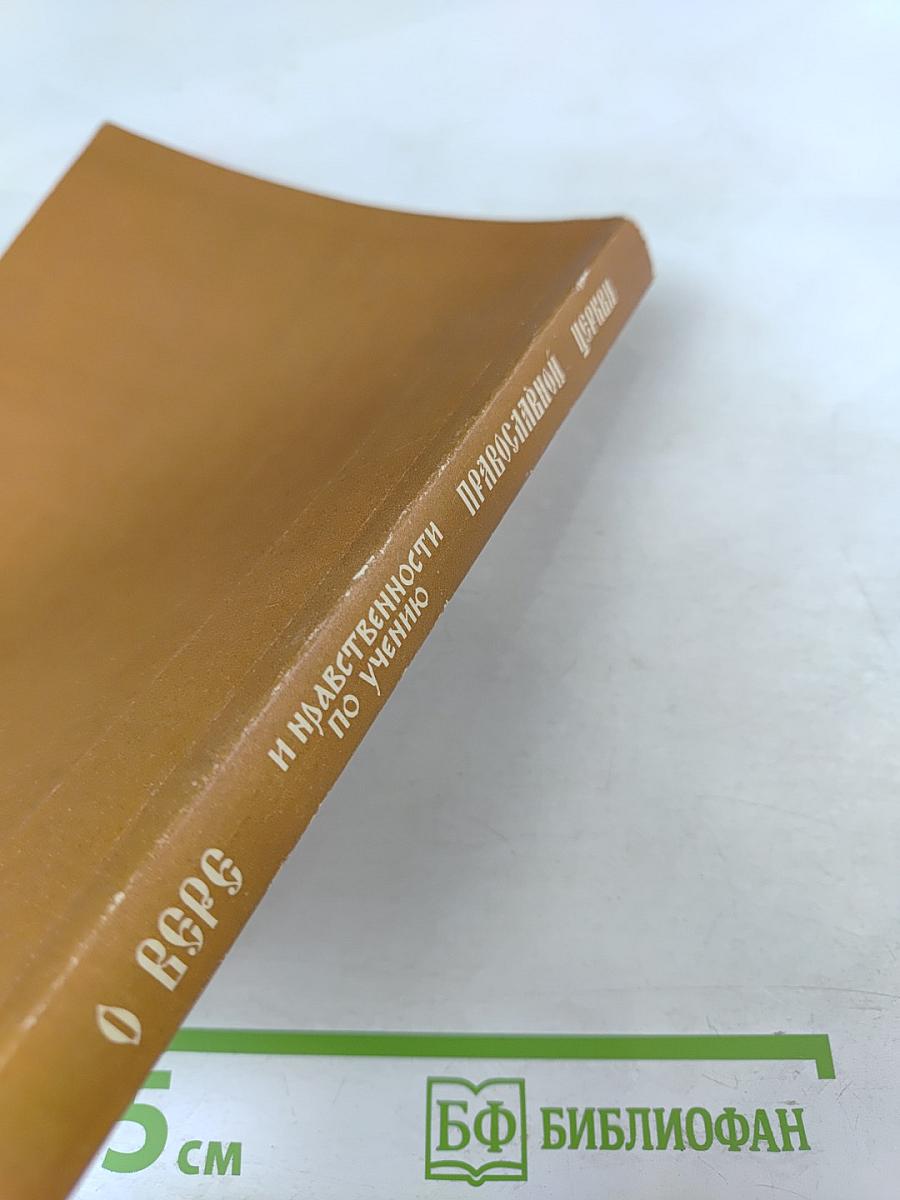 О ВЕРЕ
И НРАВСТВЕННОСТИ
ПО УЧЕНИЮ
ПРАВОСЛАВНОЙ ЦЕРКВИ
5 см
БФ БИБЛИОФАН